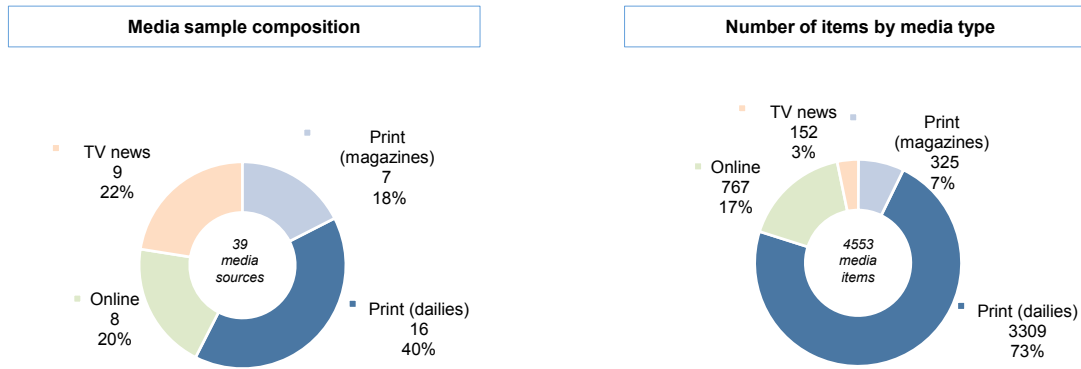 Media sample composition
Print
(magazines)
7
18%
TV news
9
22%
39
media
sources
Online
8
20%
Print (dailies)
16
40%
Number of items by media type
TV news
152
3%
Print
(magazines)
325
7%
Online
767
17%
4553
media
items
Print (dailies)
3309
73%